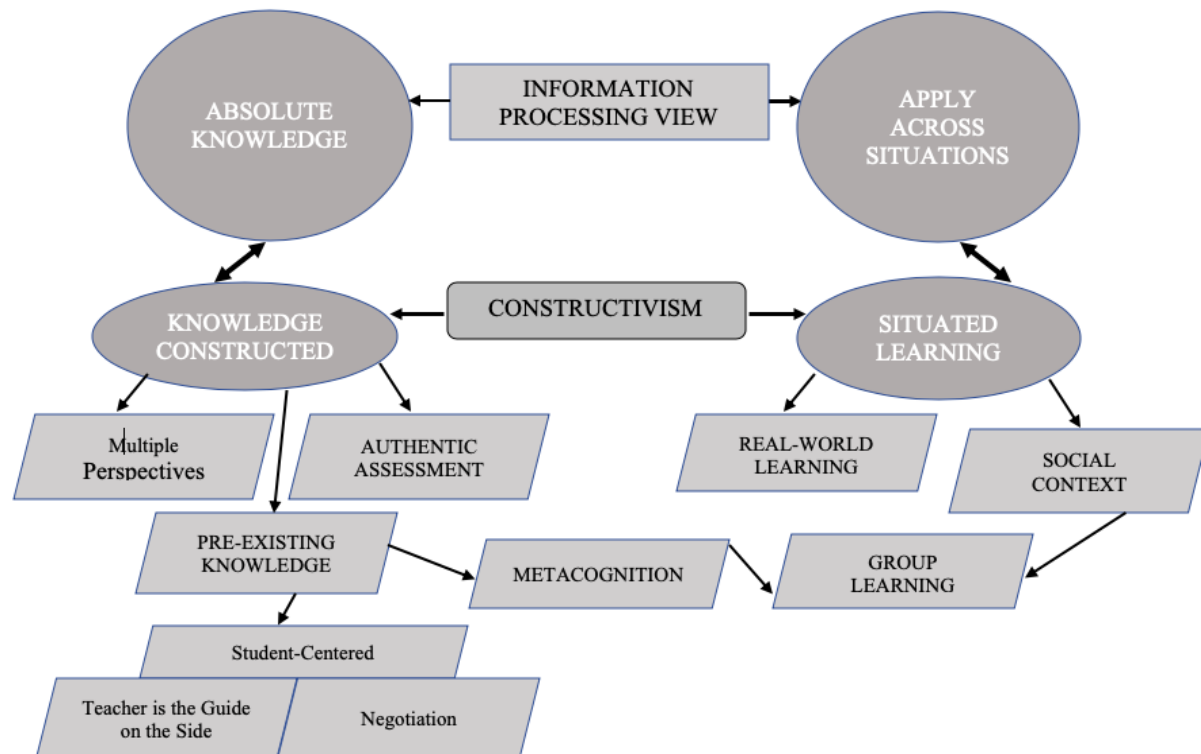 ABSOLUTE
KNOWLEDGE
INFORMATION
PROCESSING VIEW
APPLY
ACROSS
SITUATIONS
KNOWLEDGE
CONSTRUCTED
CONSTRUCTIVISM
SITUATED
LEARNING
Multiple
Perspectives
AUTHENTIC
ASSESSMENT
REAL-WORLD
LEARNING
SOCIAL
CONTEXT
PRE-EXISTING
KNOWLEDGE
METACOGNITION
GROUP
LEARNING
Student-Centered
Teacher is the Guide
on the Side
Negotiation